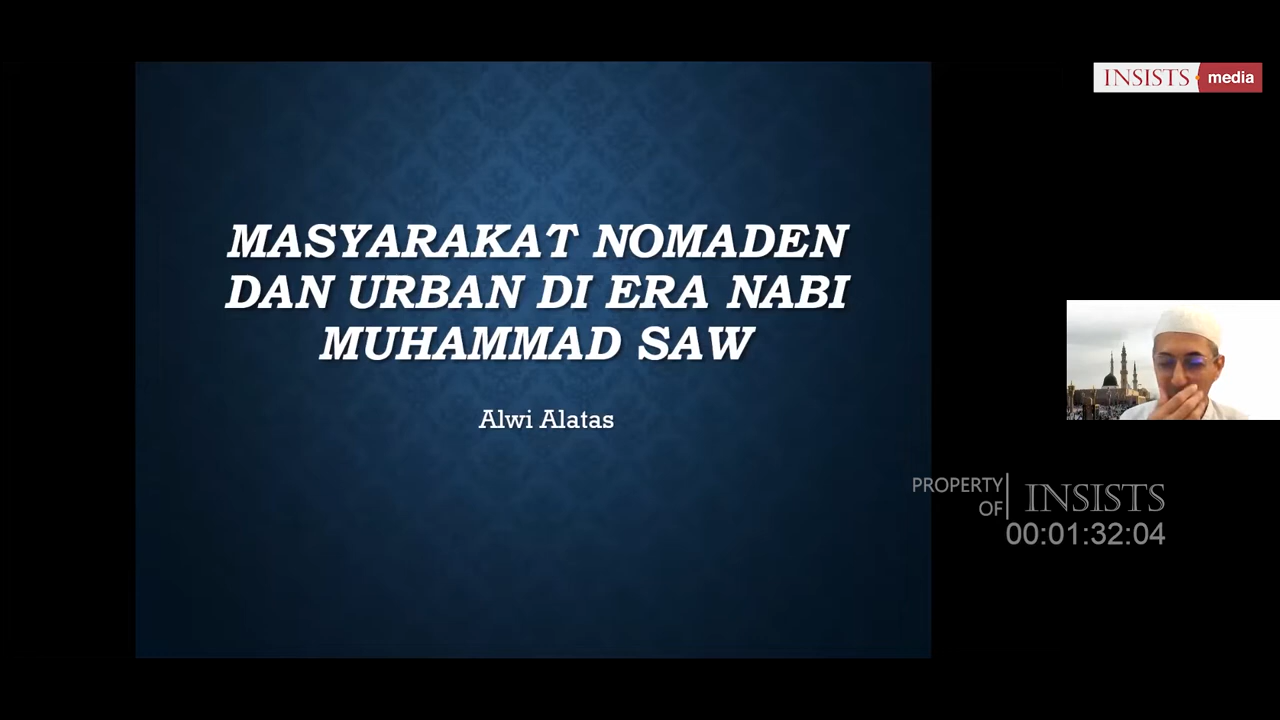 INSISTS media
MASYARAKAT NOMADEN
DAN URBAN DI ERA NABI
MUHAMMAD SAW
Alwi Alatas
PROPERTY
OF
INSISTS
00:01:32:04